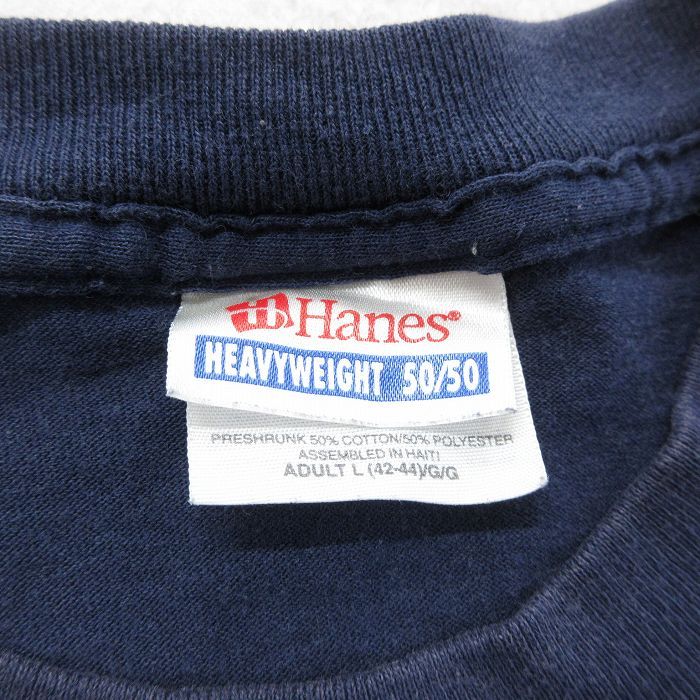 Hanes®
HEAVYWEIGHT 50/50
PRESHRUNK 50% COTTON/50% POLYESTER
ASSEMBLED IN HAITI
ADULT L (42-44)/G/G